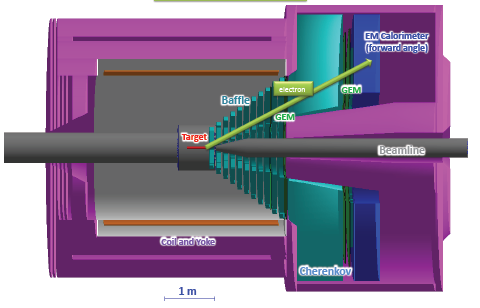 EM Calorimeter
(forward angle)
Baffle
electron
GEM
GEM
Target
Beamline
Coil and Yoke
Cherenkov
1 m